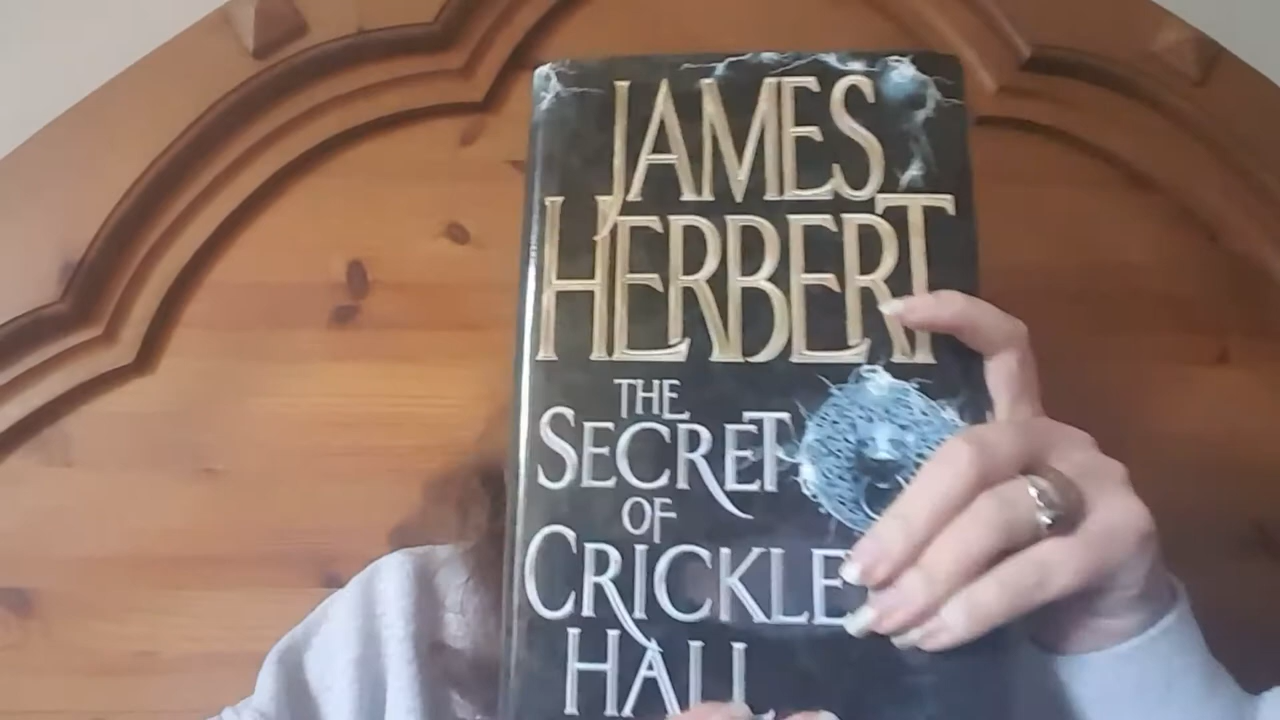 JAMES
HERBERT
THE
SECRET
OF
CRICKLE
HALL